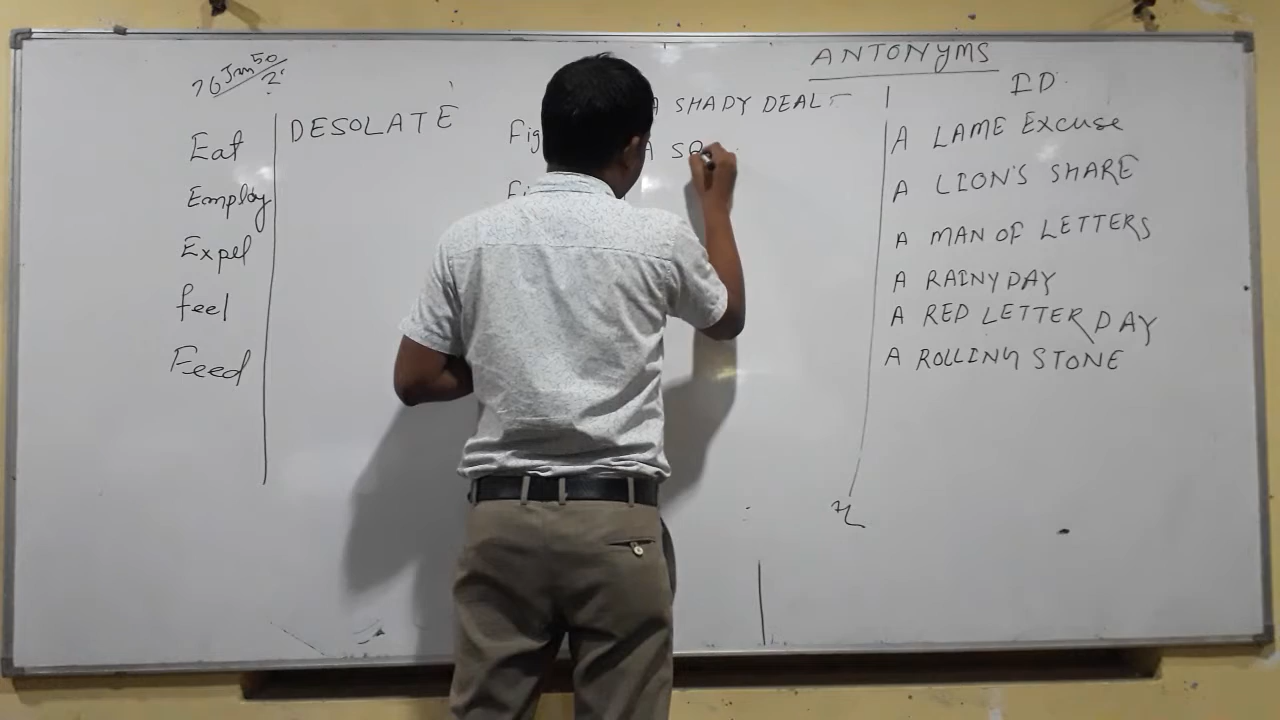 ANTONYMS
ID
Eat
Employ
Expel
feel
Feed
DESOLATE
Fig
A SHADY DEAL
A
A LAME EXCUSE
A LION'S SHARE
A MAN OF LETTERS
A RAINY DAY
A RED LETTER DAY
A ROLLING STONE